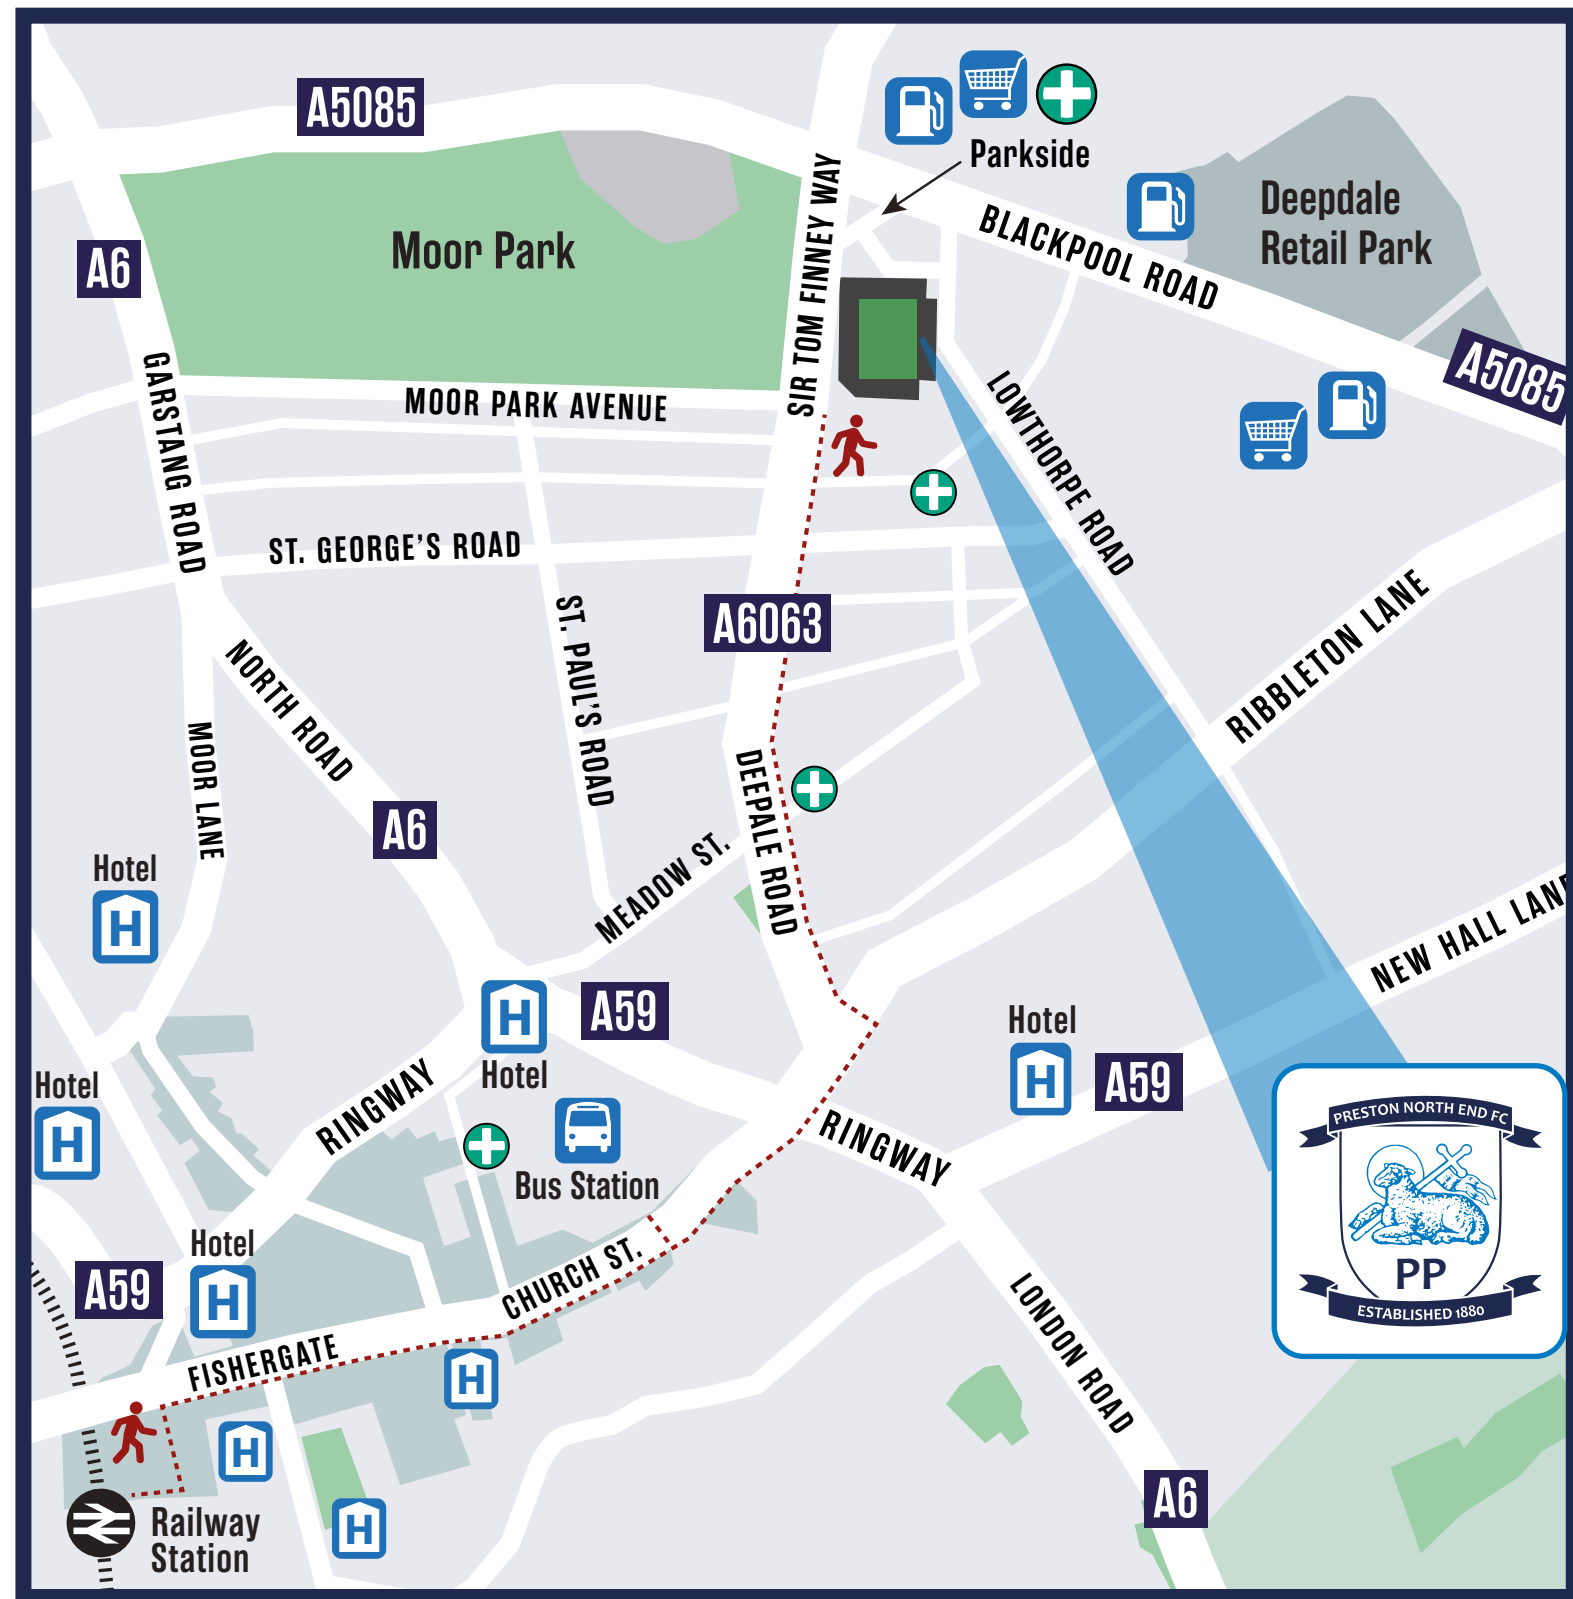 A5085
Parkside
Deepdale
Retail Park
Moor Park
A6
SIR TOM FINNEY WAY
BLACKPOOL ROAD
A5085
MOOR PARK AVENUE
GARSTANG ROAD
LOWTHORPE ROAD
ST. GEORGE'S ROAD
A6063
ST. PAUL'S ROAD
RIBBLETON LANE
NORTH ROAD
MOOR LANE
DEEPALE ROAD
A6
MEADOW ST.
Hotel
H
NEW HALL LANE
H
Hotel
A59
Hotel
H
A59
Hotel
H
RINGWAY
Bus Station
RINGWAY
PRESTON NORTH END FC
PP
ESTABLISHED 1880
Hotel
H
A59
CHURCH ST.
LONDON ROAD
FISHERGATE
H
H
H
A6
Railway
Station